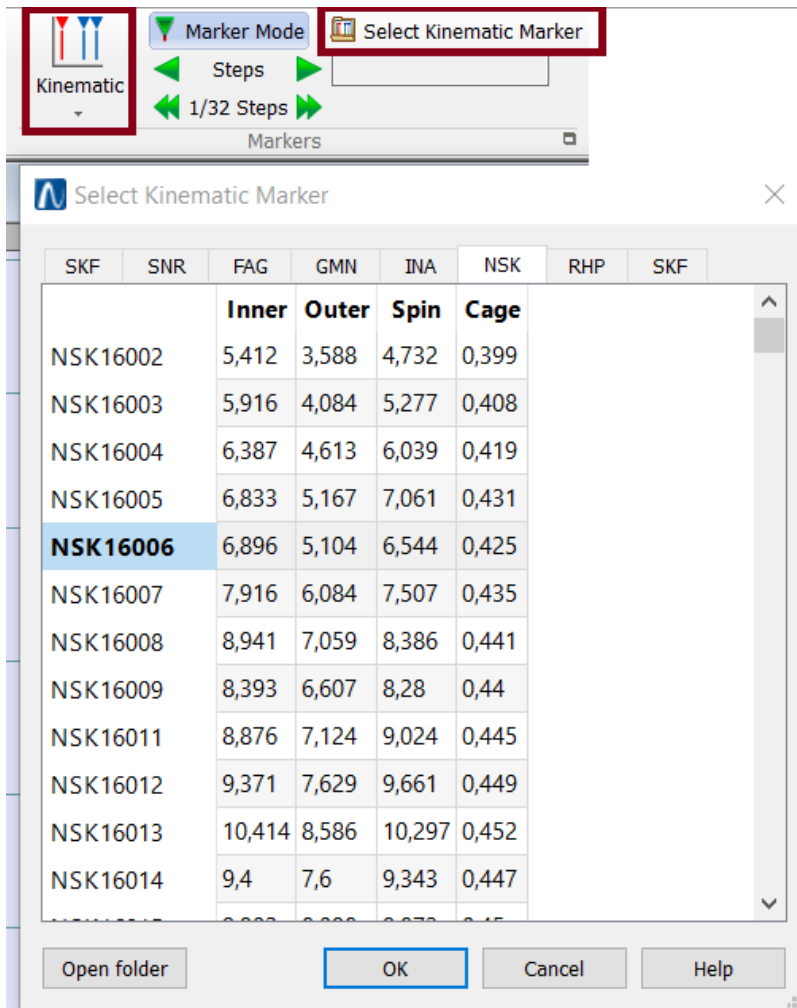 Marker Mode Select Kinematic Marker
Kinematic Steps
1/32 Steps
Markers
Select Kinematic Marker
SKF SNR FAG GMN INA NSK RHP SKF
Inner Outer Spin Cage
NSK16002 5,412 3,588 4,732 0,399
NSK16003 5,916 4,084 5,277 0,408
NSK16004 6,387 4,613 6,039 0,419
NSK16005 6,833 5,167 7,061 0,431
NSK16006 6,896 5,104 6,544 0,425
NSK16007 7,916 6,084 7,507 0,435
NSK16008 8,941 7,059 8,386 0,441
NSK16009 8,393 6,607 8,28 0,44
NSK16011 8,876 7,124 9,024 0,445
NSK16012 9,371 7,629 9,661 0,449
NSK16013 10,414 8,586 10,297 0,452
NSK16014 9,4 7,6 9,343 0,447
Open folder OK Cancel Help